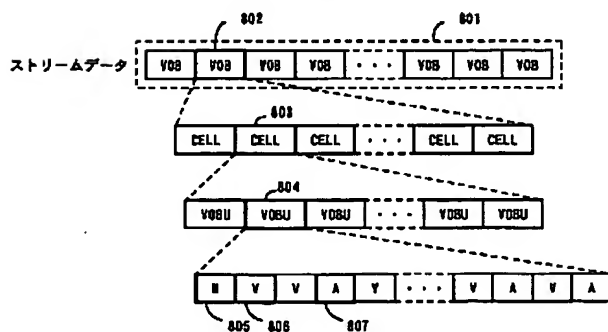 802 801
ストリームデータ VOB VOB VOB VOB · · · VOB VOB VOB
803
CELL CELL CELL · · · CELL CELL
804
VOBU VOBU VOBU · · · VOBU VOBU
N V V A V · · · V A V A
805 806 807